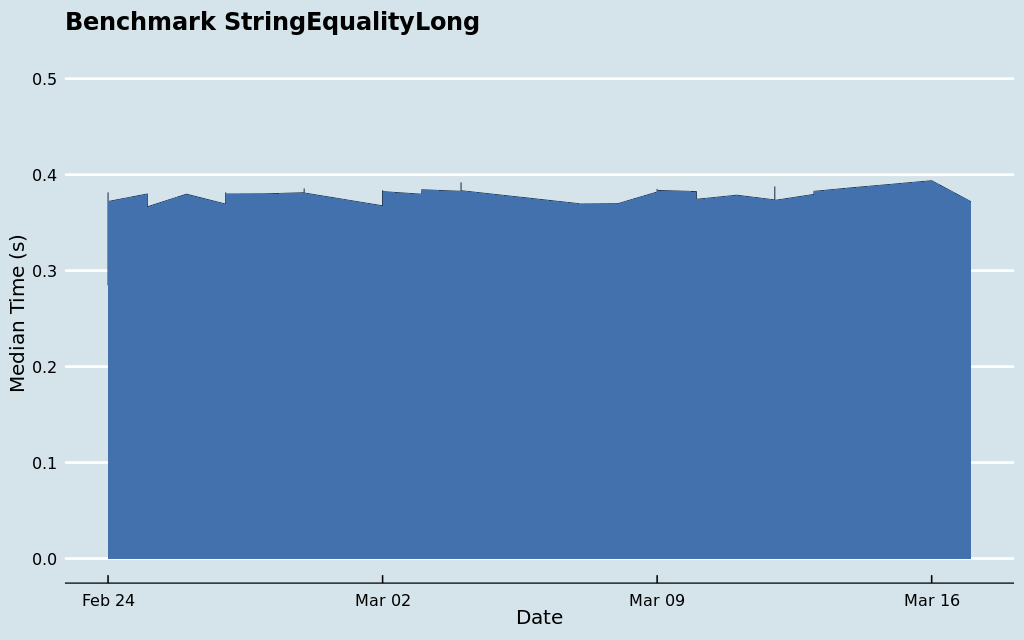 Benchmark StringEqualityLong
0.5
0.4
0.3
0.2
0.1
0.0
Median Time (s)
Feb 24
Mar 02
Mar 09
Mar 16
Date